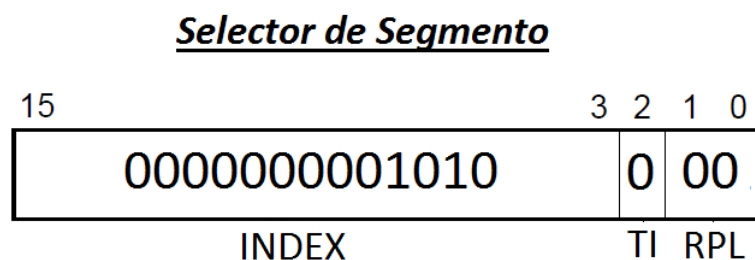 Selector de Segmento
15 3 2 1 0
0000000001010 0 00
INDEX TI RPL